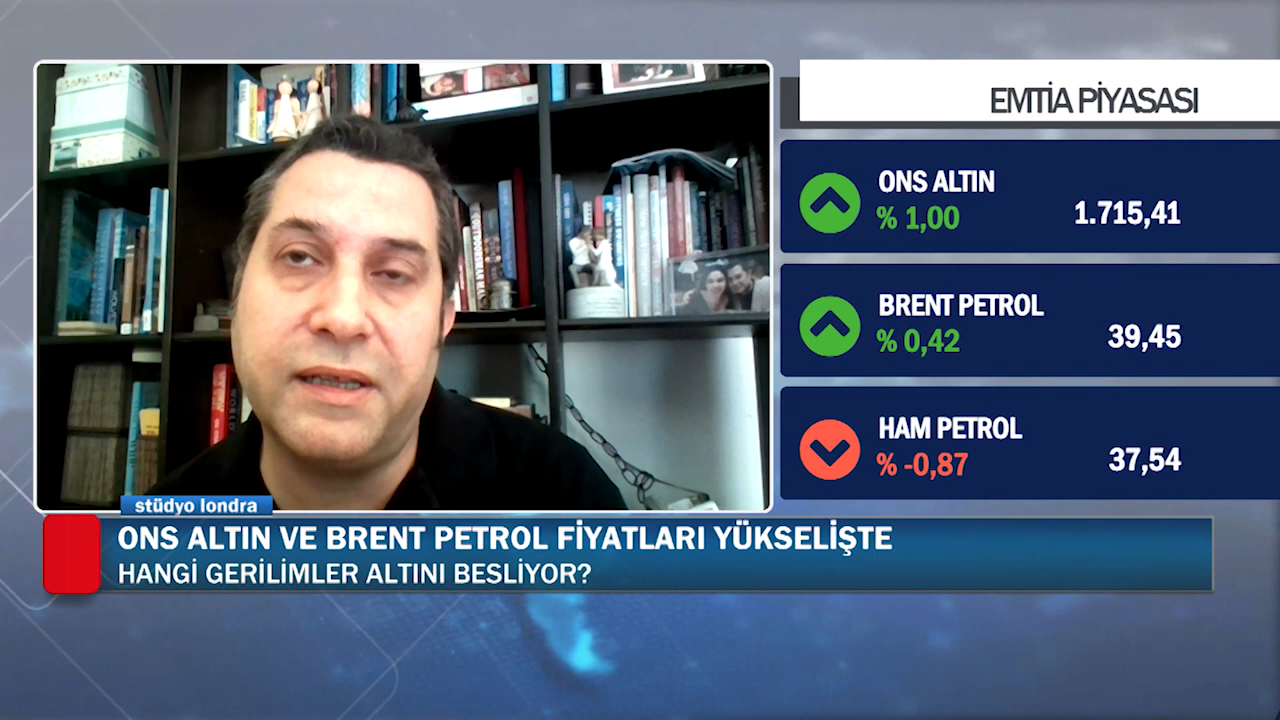 EMTİA PİYASASI
ONS ALTIN
% 1,00
1.715,41
BRENT PETROL
% 0,42
39,45
HAM PETROL
% -0,87
37,54
stüdyo londra
ONS ALTIN VE BRENT PETROL FİYATLARI YÜKSELİŞTE
HANGİ GERİLİMLER ALTINI BESLİYOR?